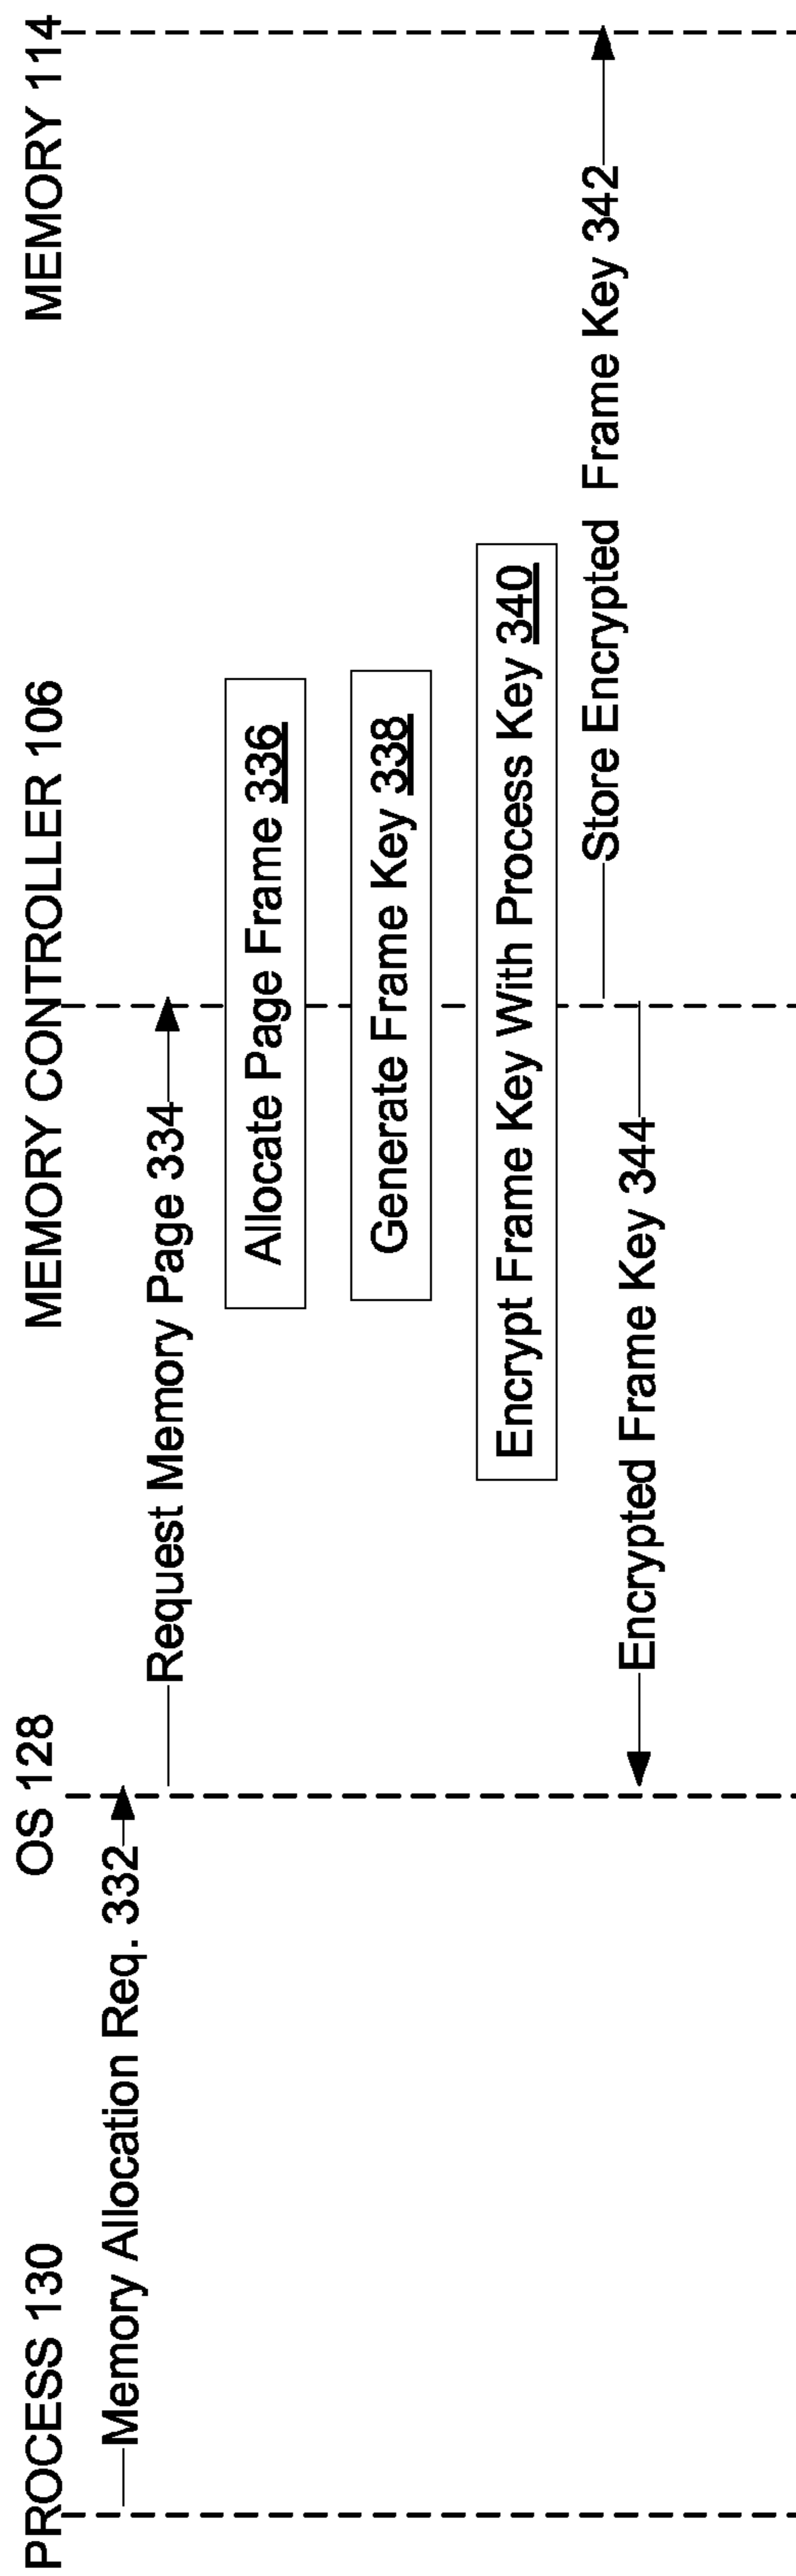 PROCESS 130
OS 128
MEMORY CONTROLLER 106
MEMORY 114
Memory Allocation Req. 332
Request Memory Page 334
Allocate Page Frame 336
Generate Frame Key 338
Encrypt Frame Key With Process Key 340
Store Encrypted Frame Key 342
Encrypted Frame Key 344